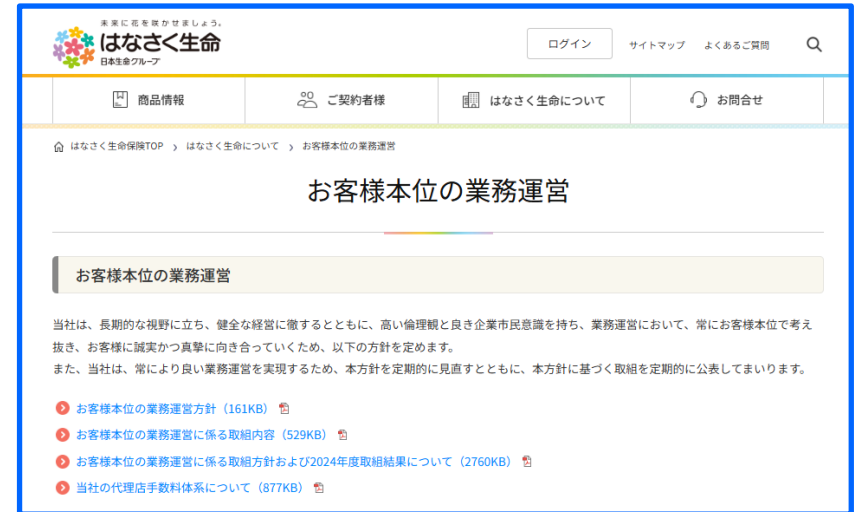 未来に花を咲かせましょう。
はなさく生命
日本生命グループ
ログイン
サイトマップ
よくあるご質問
商品情報
ご契約者様
はなさく生命について
お問合せ
はなさく生命保険TOP > はなさく生命について > お客様本位の業務運営
お客様本位の業務運営
お客様本位の業務運営
当社は、長期的な視野に立ち、健全な経営に徹するとともに、高い倫理観と良き企業市民意識を持ち、業務運営において、常にお客様本位で考え
抜き、お客様に誠実かつ真摯に向き合っていくため、以下の方針を定めます。
また、当社は、常により良い業務運営を実現するため、本方針を定期的に見直すとともに、本方針に基づく取組を定期的に公表してまいります。
お客様本位の業務運営方針（161KB）
お客様本位の業務運営に係る取組内容（529KB）
お客様本位の業務運営に係る取組方針および2024年度取組結果について（2760KB）
当社の代理店手数料体系について（877KB）